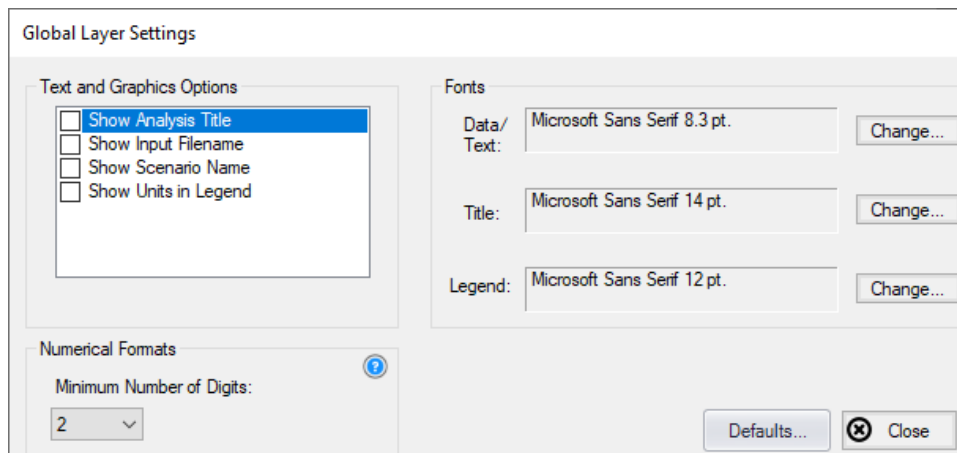 Global Layer Settings
Text and Graphics Options
Show Analysis Title
Show Input Filename
Show Scenario Name
Show Units in Legend
Fonts
Data/
Text:
Microsoft Sans Serif 8.3 pt.
Change...
Title:
Microsoft Sans Serif 14 pt.
Change...
Legend:
Microsoft Sans Serif 12 pt.
Change...
Numerical Formats
?
Minimum Number of Digits:
2
Defaults...
Close